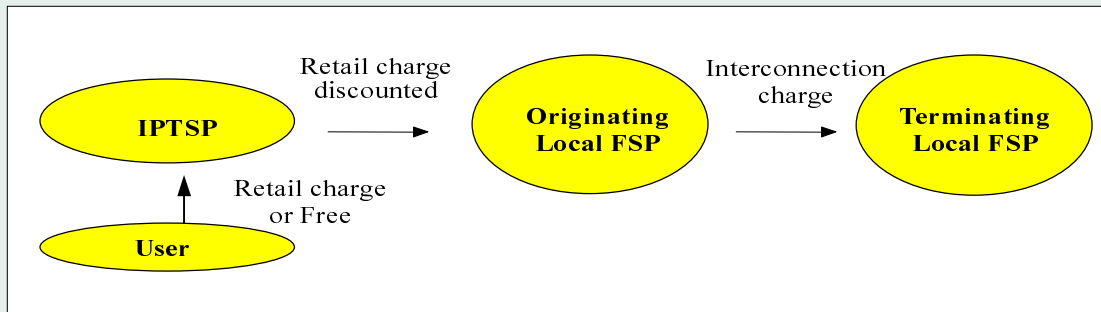 Retail charge
discounted
Interconnection
charge
IPTSP
Originating
Local FSP
Terminating
Local FSP
Retail charge
or Free
User